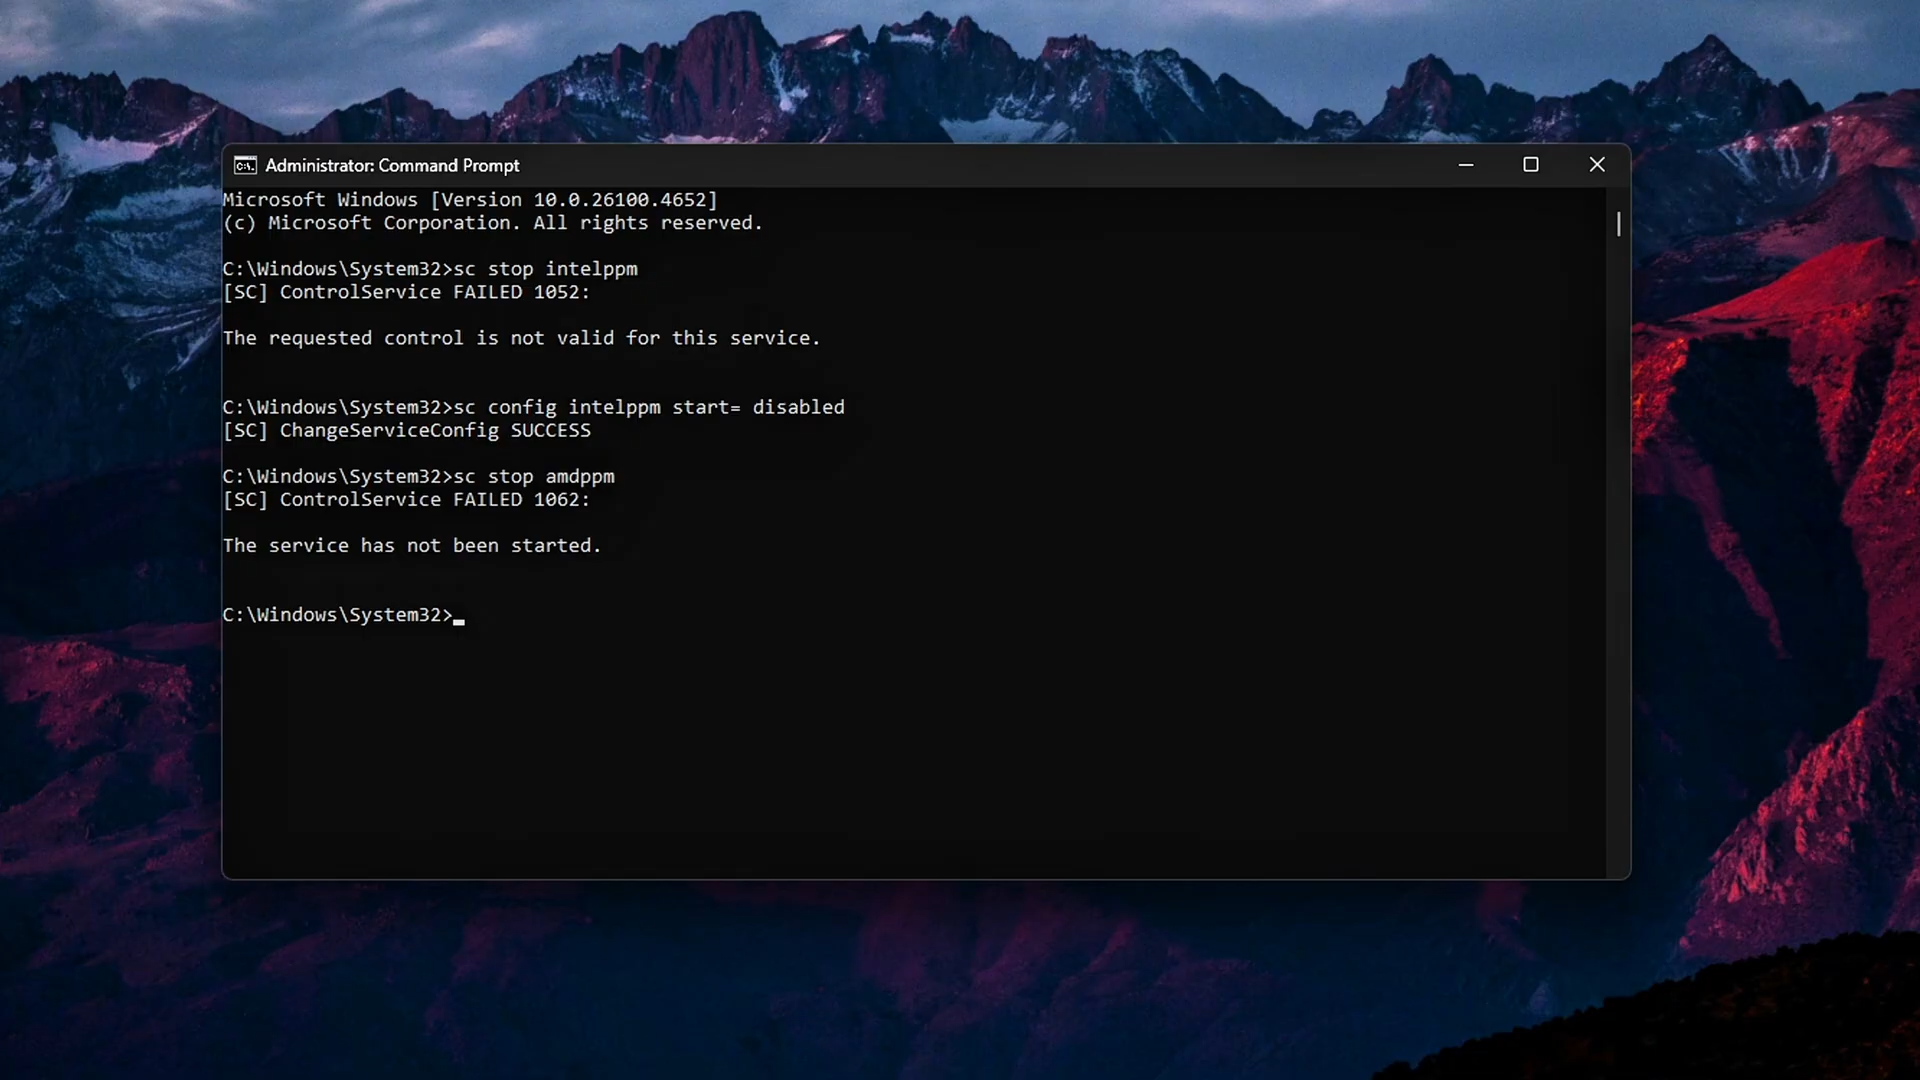 Administrator: Command Prompt
Microsoft Windows [Version 10.0.26100.4652]
(c) Microsoft Corporation. All rights reserved.
C:\Windows\System32>sc stop intelppm
[SC] ControlService FAILED 1052:
The requested control is not valid for this service.
C:\Windows\System32>sc config intelppm start= disabled
[SC] ChangeServiceConfig SUCCESS
C:\Windows\System32>sc stop amdppm
[SC] ControlService FAILED 1062:
The service has not been started.
C:\Windows\System32>